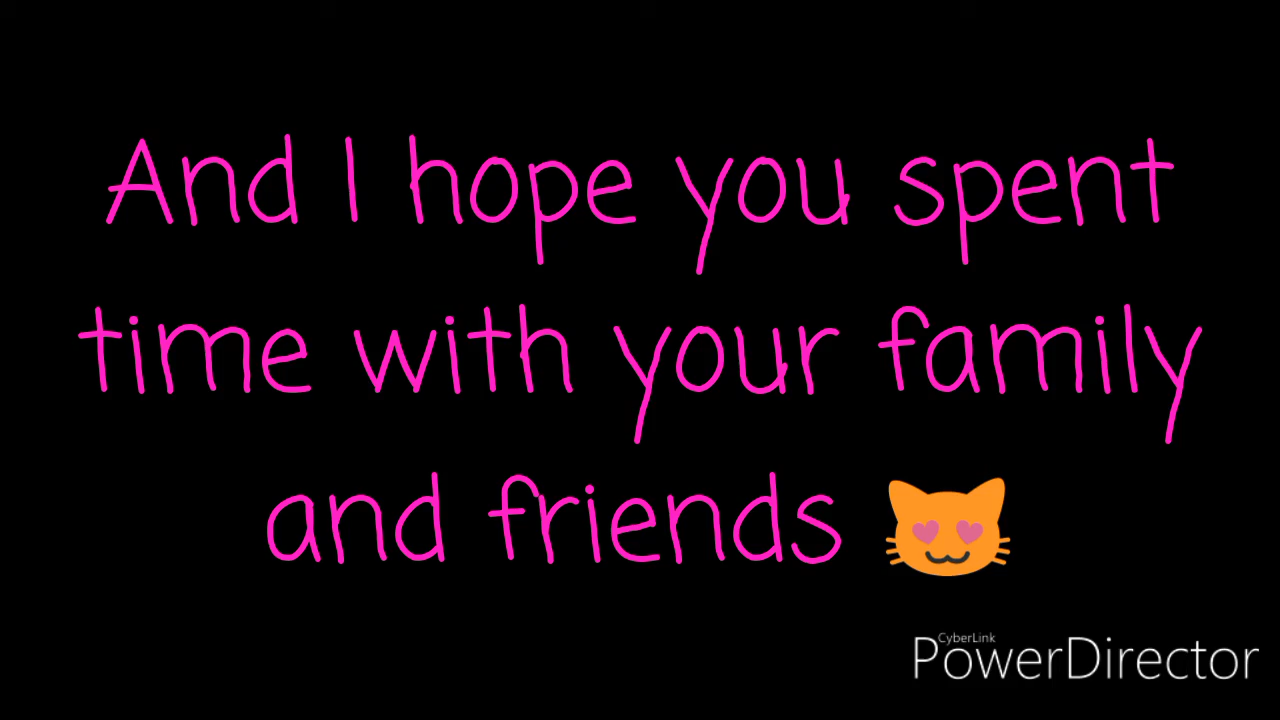 And I hope you spent
time with your family
and friends 😻
CyberLink
PowerDirector